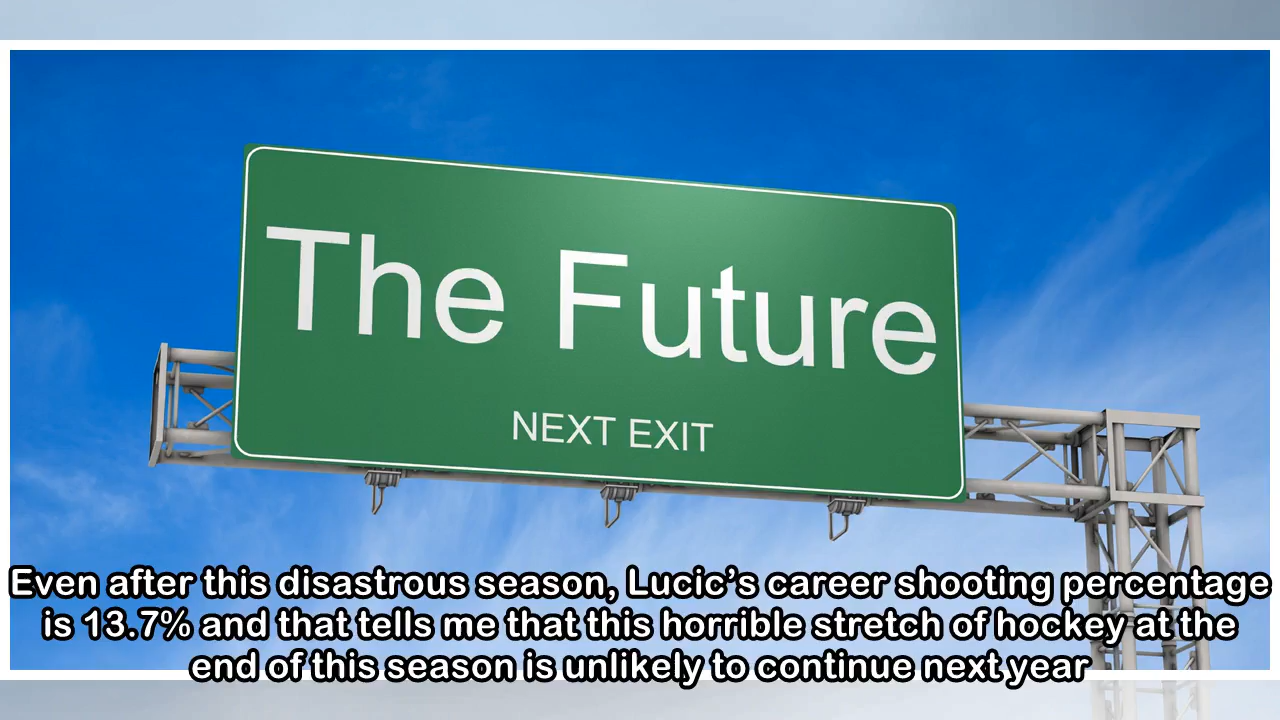 The Future
NEXT EXIT
Even after this disastrous season, Lucic’s career shooting percentage
is 13.7% and that tells me that this horrible stretch of hockey at the
end of this season is unlikely to continue next year